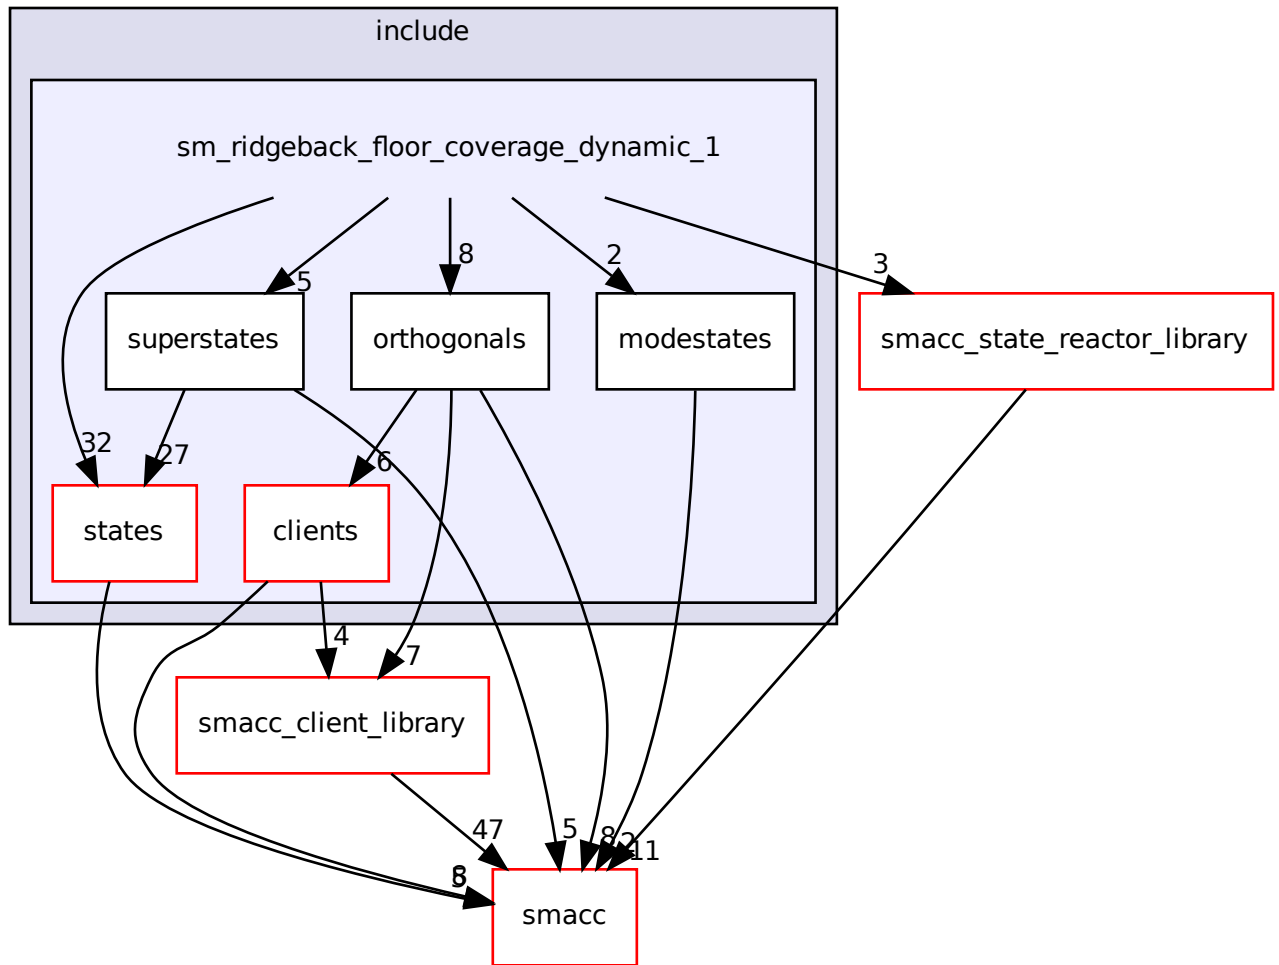 include
sm_ridgeback_floor_coverage_dynamic_1
5
8
2
3
superstates
orthogonals
modestates
smacc_state_reactor_library
32
27
6
states
clients
4
7
smacc_client_library
47
5
8
2
11
5
smacc